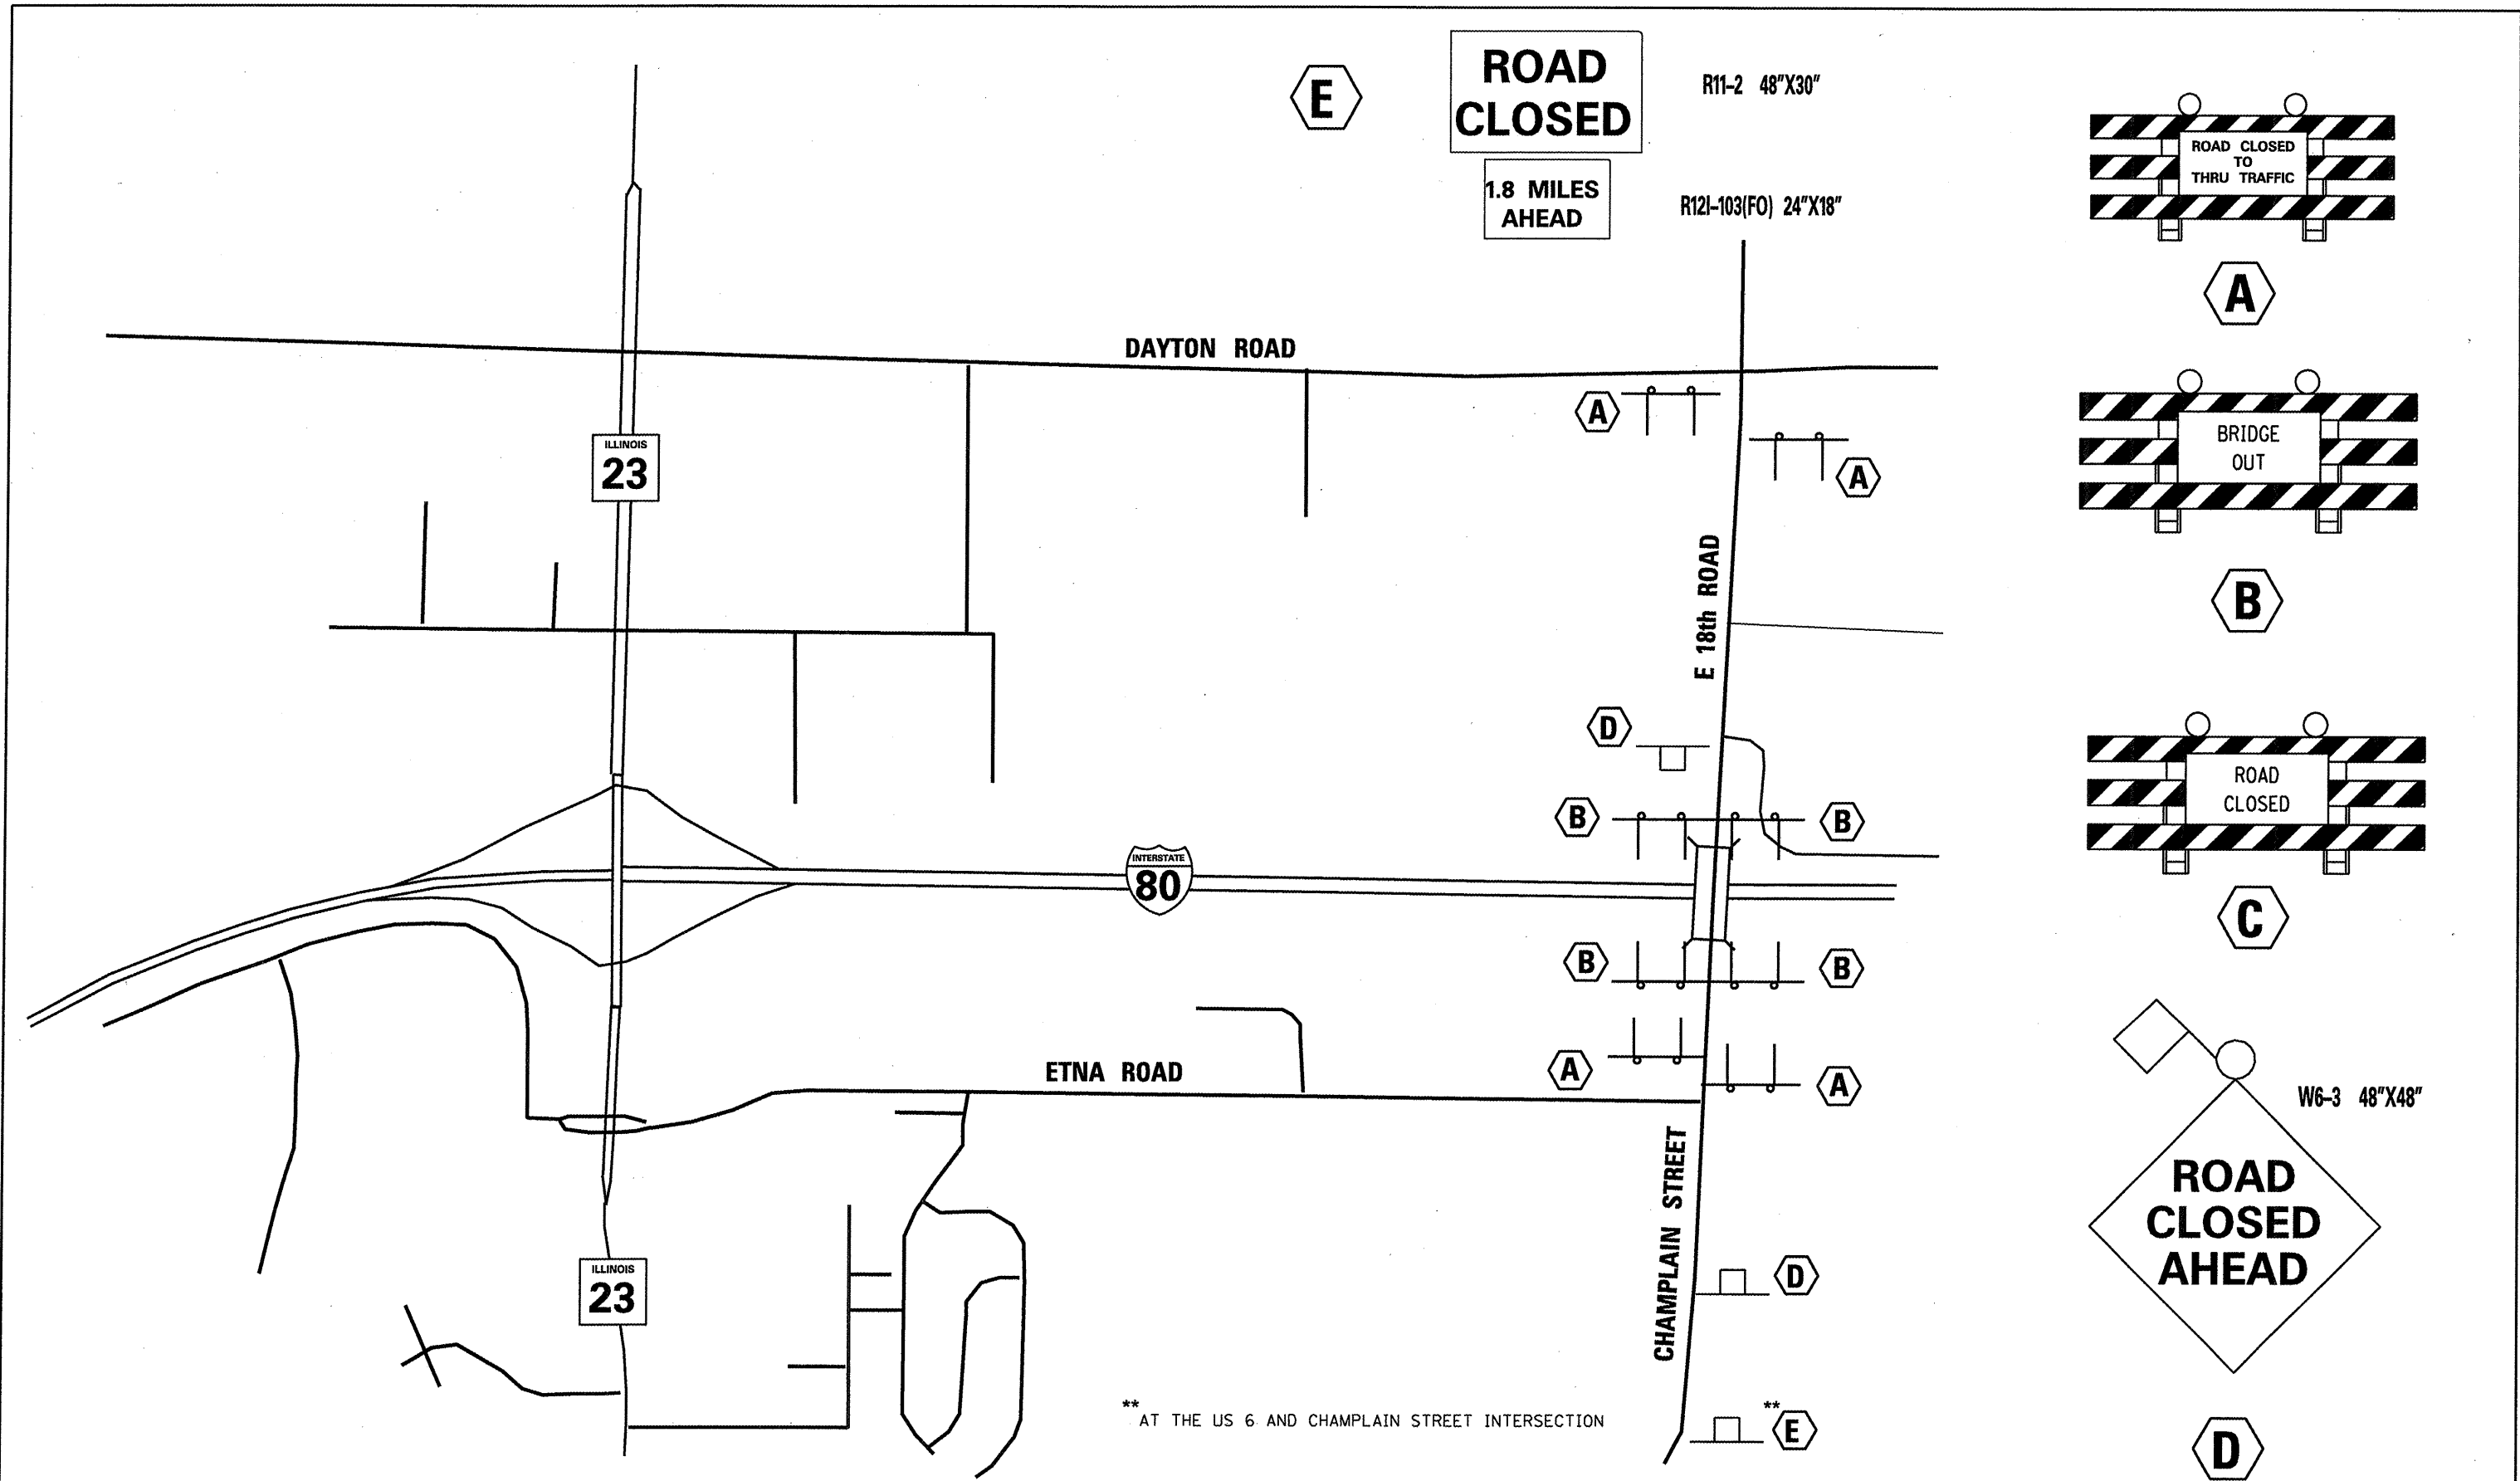 E
ROAD
CLOSED
R11-2 48"X30"
1.8 MILES
AHEAD
R12I-103(FO) 24"X18"
ROAD CLOSED
TO
THRU TRAFFIC
A
BRIDGE
OUT
B
ROAD
CLOSED
C
W6-3 48"X48"
ROAD
CLOSED
AHEAD
D
DAYTON ROAD
ILLINOIS
23
A
A
E 18th ROAD
D
B
B
INTERSTATE
80
B
B
A
A
ETNA ROAD
CHAMPLAIN STREET
D
ILLINOIS
23
** AT THE US 6 AND CHAMPLAIN STREET INTERSECTION
** E